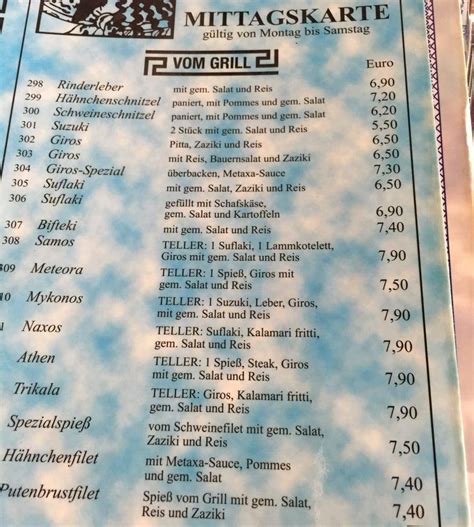 MITTAGSKARTE
gültig von Montag bis Samstag
VOM GRILL
Euro
298 Rinderleber mit gem. Salat und Reis 6,90
299 Hähnchenschnitzel paniert, mit Pommes und gem. Salat 7,20
300 Schweineschnitzel paniert, mit Pommes und gem. Salat 6,20
301 Suzuki 2 Stück mit gem. Salat und Reis 5,50
302 Giros Pitta, Zaziki und Reis 6,50
303 Giros mit Reis, Bauernsalat und Zaziki 6,50
304 Giros-Spezial überbacken, Metaxa-Sauce 7,30
305 Suflaki mit gem. Salat, Zaziki und Reis 6,50
306 Suflaki gefüllt mit Schafskäse,
gem. Salat und Kartoffeln 6,90
307 Bifteki mit gem. Salat und Reis 7,40
308 Samos TELLER: 1 Suflaki, 1 Lammkotelett,
Giros mit gem. Salat und Reis 7,90
309 Meteora TELLER: 1 Spieß, Giros mit
gem. Salat und Reis 7,50
10 Mykonos TELLER: 1 Suzuki, Leber, Giros,
mit gem. Salat und Reis 7,90
1 Naxos TELLER: Suflaki, Kalamari fritti,
mit gem. Salat und Reis 7,90
Athen TELLER: 1 Spieß, Steak, Giros
mit gem. Salat und Reis 7,90
Trikala TELLER: Giros, Kalamari fritti,
mit gem. Salat und Reis 7,90
Spezialspieß vom Schweinefilet mit gem. Salat,
Zaziki und Reis 7,50
Hähnchenfilet mit Metaxa-Sauce, Pommes
und gem. Salat 7,40
Putenbrustfilet Spieß vom Grill mit gem. Salat,
Reis und Zaziki 7,40